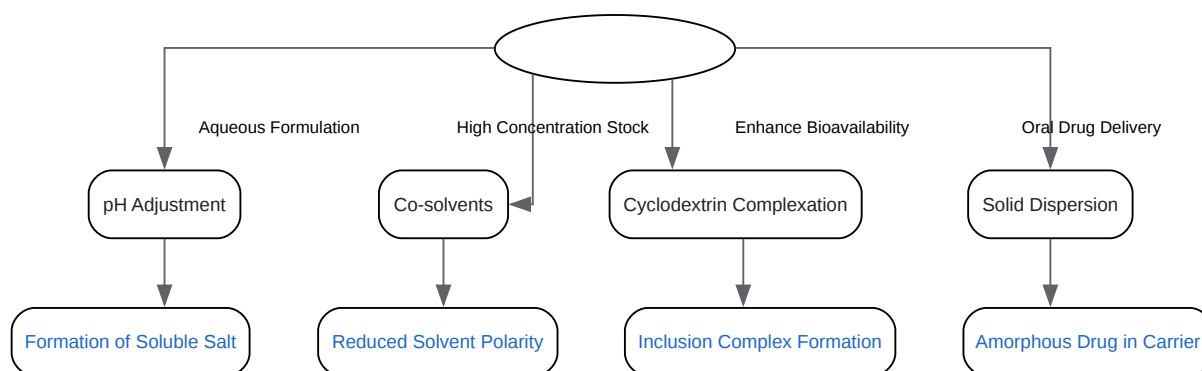 Aqueous Formulation
High Concentration Stock
Enhance Bioavailability
Oral Drug Delivery
pH Adjustment
Co-solvents
Cyclodextrin Complexation
Solid Dispersion
Formation of Soluble Salt
Reduced Solvent Polarity
Inclusion Complex Formation
Amorphous Drug in Carrier